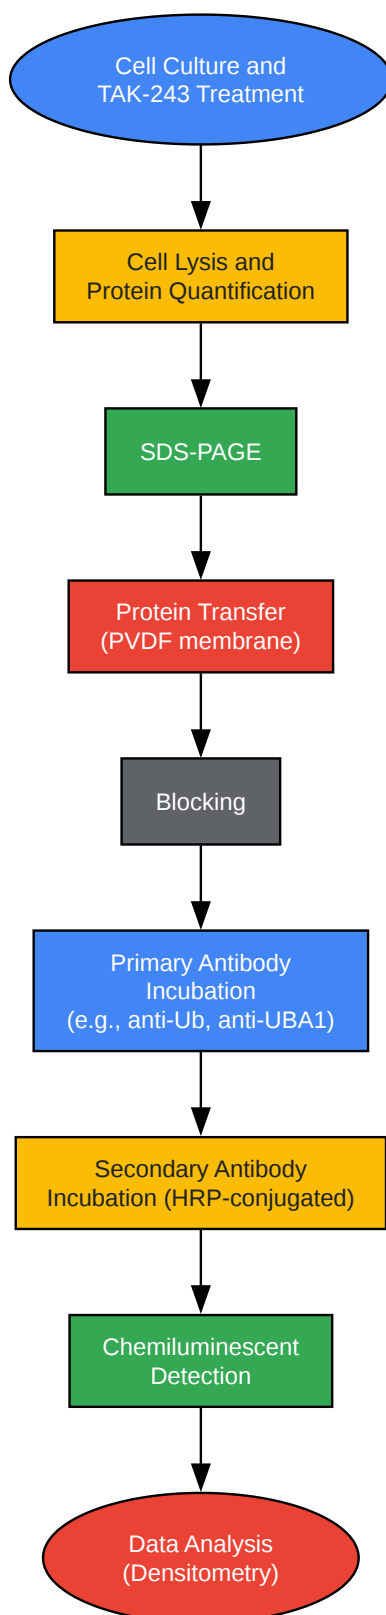 Cell Culture and
TAK-243 Treatment
Cell Lysis and
Protein Quantification
SDS-PAGE
Protein Transfer
(PVDF membrane)
Blocking
Primary Antibody
Incubation
(e.g., anti-Ub, anti-UBA1)
Secondary Antibody
Incubation (HRP-conjugated)
Chemiluminescent
Detection
Data Analysis
(Densitometry)